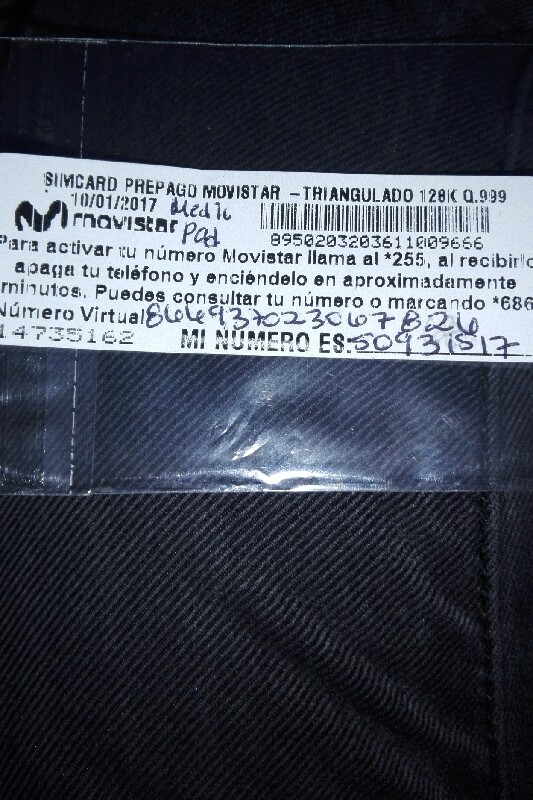 SIMCARD PREPAGO MOVISTAR -TRIANGULADO 128K Q.999
10/01/2017 Media
movistar Pad
8950203203611009666
Para activar tu número Movistar llama al *255, al recibirlo
apaga tu teléfono y enciéndelo en aproximadamente
minutos. Puedes consultar tu número o marcando *686
Número Virtual 866937023067826
14735162 MI NÚMERO ES: 50931517